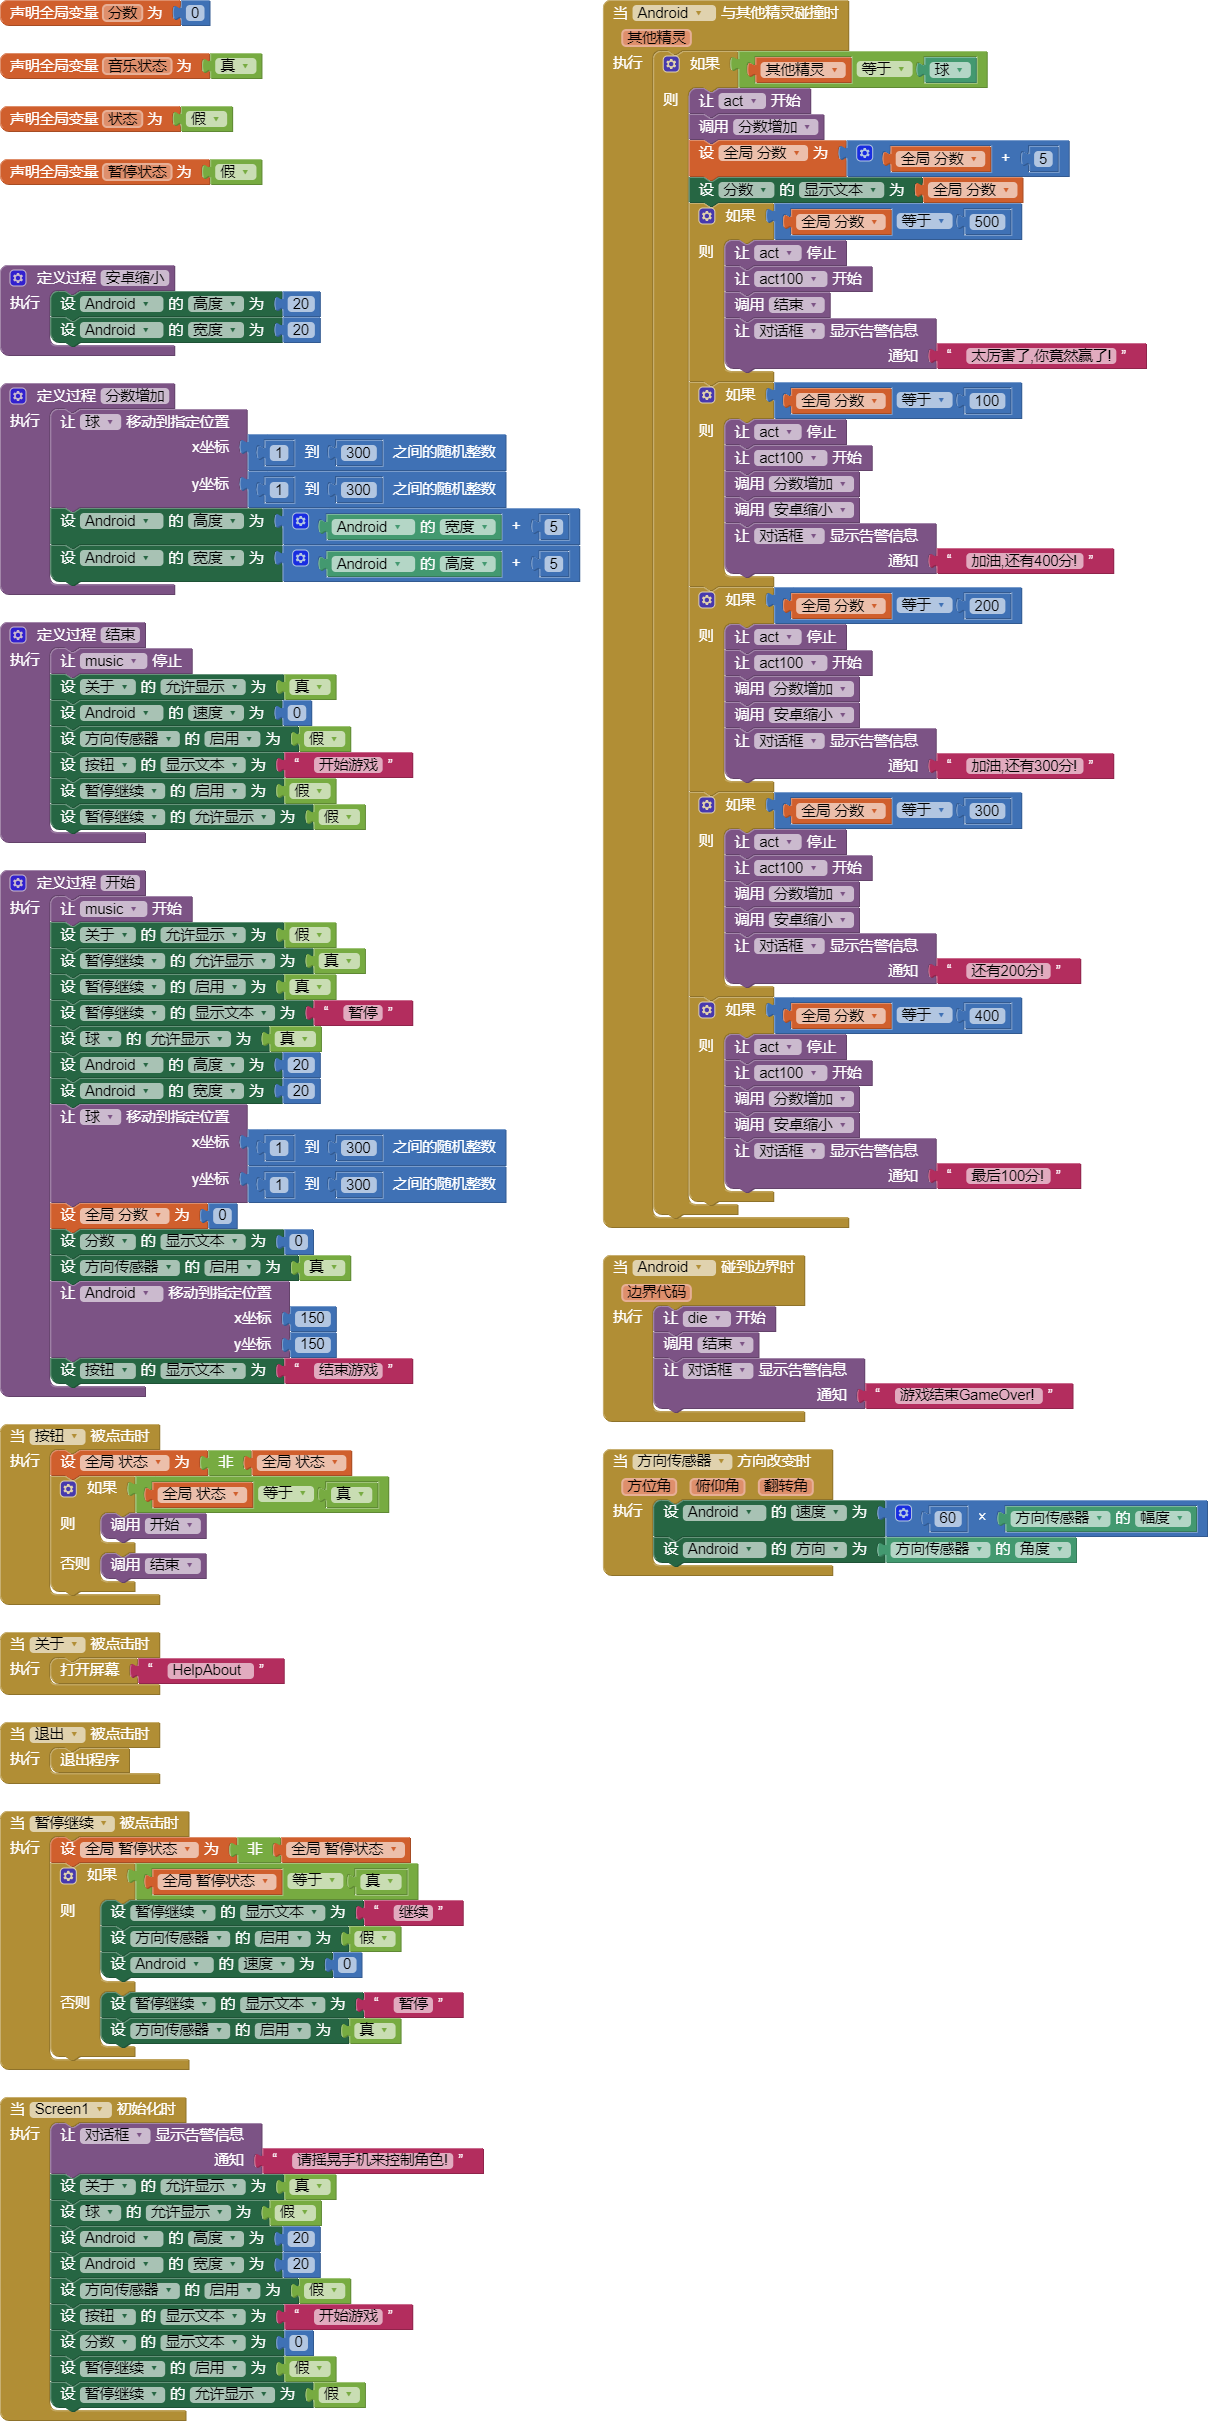 声明全局变量 分数 为 0
声明全局变量 音乐状态 为 真
声明全局变量 状态 为 假
声明全局变量 暂停状态 为 假
定义过程 安卓缩小
执行 设 Android 的 高度 为 20
设 Android 的 宽度 为 20
定义过程 分数增加
执行 让 球 移动到指定位置
x坐标 1 到 300 之间的随机整数
y坐标 1 到 300 之间的随机整数
设 Android 的 高度 为 Android 的 宽度 + 5
设 Android 的 宽度 为 Android 的 高度 + 5
定义过程 结束
执行 让 music 停止
设 关于 的 允许显示 为 真
设 Android 的 速度 为 0
设 方向传感器 的 启用 为 假
设 按钮 的 显示文本 为 “ 开始游戏 ”
设 暂停继续 的 启用 为 假
设 暂停继续 的 允许显示 为 假
定义过程 开始
执行 让 music 开始
设 关于 的 允许显示 为 假
设 暂停继续 的 允许显示 为 真
设 暂停继续 的 启用 为 真
设 暂停继续 的 显示文本 为 “ 暂停 ”
设 球 的 允许显示 为 真
设 Android 的 高度 为 20
设 Android 的 宽度 为 20
让 球 移动到指定位置
x坐标 1 到 300 之间的随机整数
y坐标 1 到 300 之间的随机整数
设 全局 分数 为 0
设 分数 的 显示文本 为 0
设 方向传感器 的 启用 为 真
让 Android 移动到指定位置
x坐标 150
y坐标 150
设 按钮 的 显示文本 为 “ 结束游戏 ”
当 按钮 被点击时
执行 设 全局 状态 为 非 全局 状态
如果 全局 状态 等于 真
则 调用 开始
否则 调用 结束
当 关于 被点击时
执行 打开屏幕 “ HelpAbout ”
当 退出 被点击时
执行 退出程序
当 暂停继续 被点击时
执行 设 全局 暂停状态 为 非 全局 暂停状态
如果 全局 暂停状态 等于 真
则 设 暂停继续 的 显示文本 为 “ 继续 ”
设 方向传感器 的 启用 为 假
设 Android 的 速度 为 0
否则 设 暂停继续 的 显示文本 为 “ 暂停 ”
设 方向传感器 的 启用 为 真
当 Screen1 初始化时
执行 让 对话框 显示告警信息
通知 “ 请摇晃手机来控制角色! ”
设 关于 的 允许显示 为 真
设 球 的 允许显示 为 假
设 Android 的 高度 为 20
设 Android 的 宽度 为 20
设 方向传感器 的 启用 为 假
设 按钮 的 显示文本 为 “ 开始游戏 ”
设 分数 的 显示文本 为 0
设 暂停继续 的 启用 为 假
设 暂停继续 的 允许显示 为 假
当 Android 与其他精灵碰撞时
其他精灵
执行 如果 其他精灵 等于 球
则 让 act 开始
调用 分数增加
设 全局 分数 为 全局 分数 + 5
设 分数 的 显示文本 为 全局 分数
如果 全局 分数 等于 500
则 让 act 停止
让 act100 开始
调用 结束
让 对话框 显示告警信息
通知 “ 太厉害了,你竟然赢了! ”
如果 全局 分数 等于 100
则 让 act 停止
让 act100 开始
调用 分数增加
调用 安卓缩小
让 对话框 显示告警信息
通知 “ 加油,还有400分! ”
如果 全局 分数 等于 200
则 让 act 停止
让 act100 开始
调用 分数增加
调用 安卓缩小
让 对话框 显示告警信息
通知 “ 加油,还有300分! ”
如果 全局 分数 等于 300
则 让 act 停止
让 act100 开始
调用 分数增加
调用 安卓缩小
让 对话框 显示告警信息
通知 “ 还有200分! ”
如果 全局 分数 等于 400
则 让 act 停止
让 act100 开始
调用 分数增加
调用 安卓缩小
让 对话框 显示告警信息
通知 “ 最后100分! ”
当 Android 碰到边界时
边界代码
执行 让 die 开始
调用 结束
让 对话框 显示告警信息
通知 “ 游戏结束GameOver! ”
当 方向传感器 方向改变时
方位角 俯仰角 翻转角
执行 设 Android 的 速度 为 60 × 方向传感器 的 幅度
设 Android 的 方向 为 方向传感器 的 角度